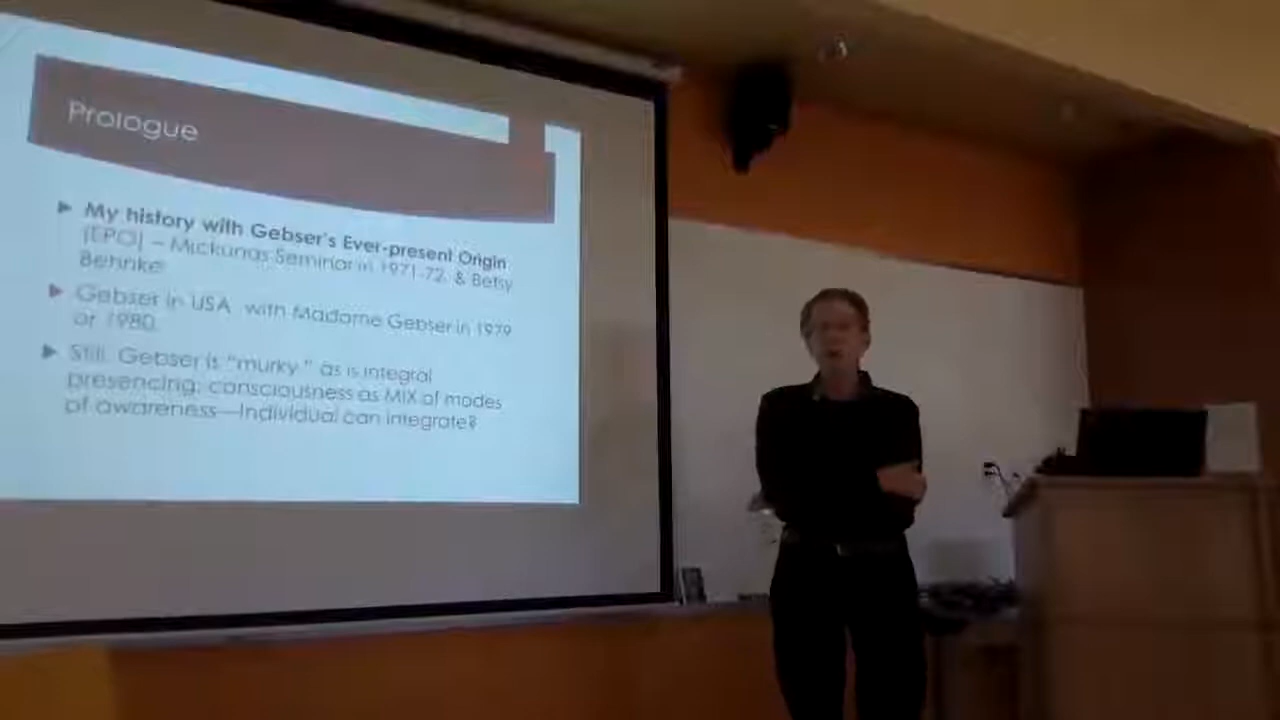 Prologue
My history with Gebser's Ever-present Origin
(EPO) – Mickunas Seminar in 1971-72, & Betsy
Behnke
Gebser in USA with Madame Gebser in 1979
or 1980.
Still, Gebser is "murky," as is integral
presencing: consciousness as MIX of modes
of awareness—Individual can integrate?